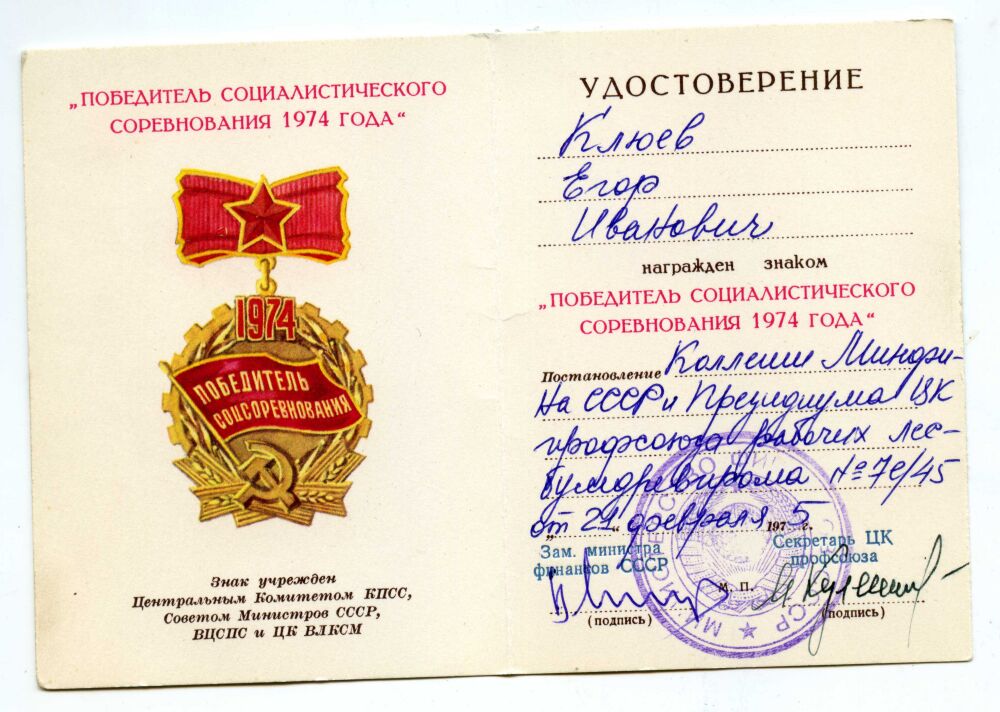 „ПОБЕДИТЕЛЬ СОЦИАЛИСТИЧЕСКОГО
СОРЕВНОВАНИЯ 1974 ГОДА“
1974
ПОБЕДИТЕЛЬ
СОЦСОРЕВНОВАНИЯ
Знак учрежден
Центральным Комитетом КПСС,
Советом Министров СССР,
ВЦСПС и ЦК ВЛКСМ
УДОСТОВЕРЕНИЕ
Клюев
Егор
Иванович
награжден знаком
„ПОБЕДИТЕЛЬ СОЦИАЛИСТИЧЕСКОГО
СОРЕВНОВАНИЯ 1974 ГОДА“
Постановление Коллегии Минфи-
на СССР и Президиума ЦК
профсоюза рабочих лес-
бумдревпрома №7с/45
от „21“ февраля 1975 г.
Зам. министра
финансов СССР
Секретарь ЦК
профсоюза
М. П.
(подпись)
(подпись)